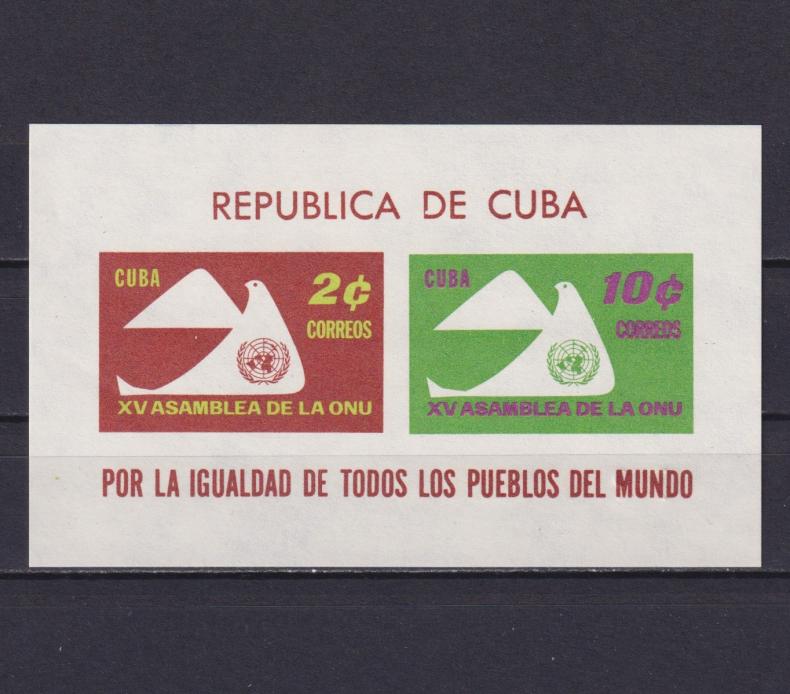 REPUBLICA DE CUBA
CUBA 2¢
CORREOS
XV ASAMBLEA DE LA ONU
CUBA 10¢
CORREOS
XV ASAMBLEA DE LA ONU
POR LA IGUALDAD DE TODOS LOS PUEBLOS DEL MUNDO